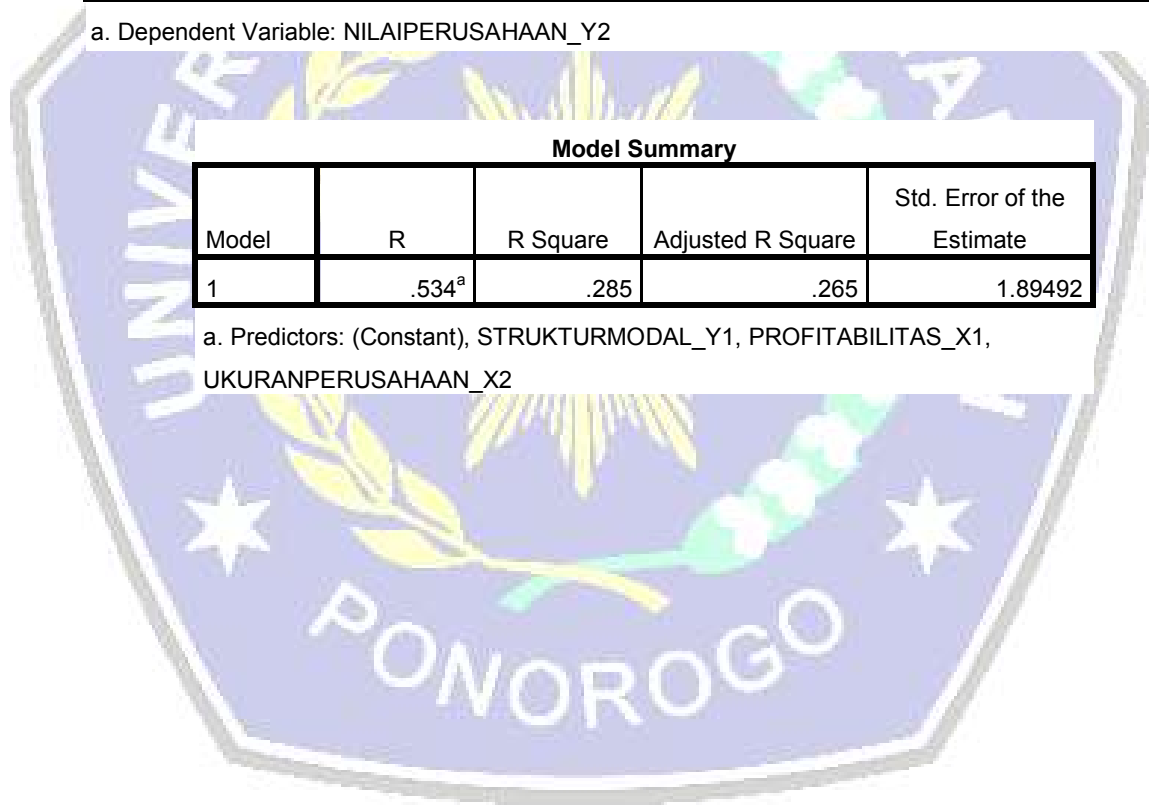 a. Dependent Variable: NILAIPERUSAHAAN_Y2
Model Summary
Model R R Square Adjusted R Square Std. Error of the Estimate
1 .534a .285 .265 1.89492
a. Predictors: (Constant), STRUKTURMODAL_Y1, PROFITABILITAS_X1,
UKURANPERUSAHAAN_X2
PONOROGO